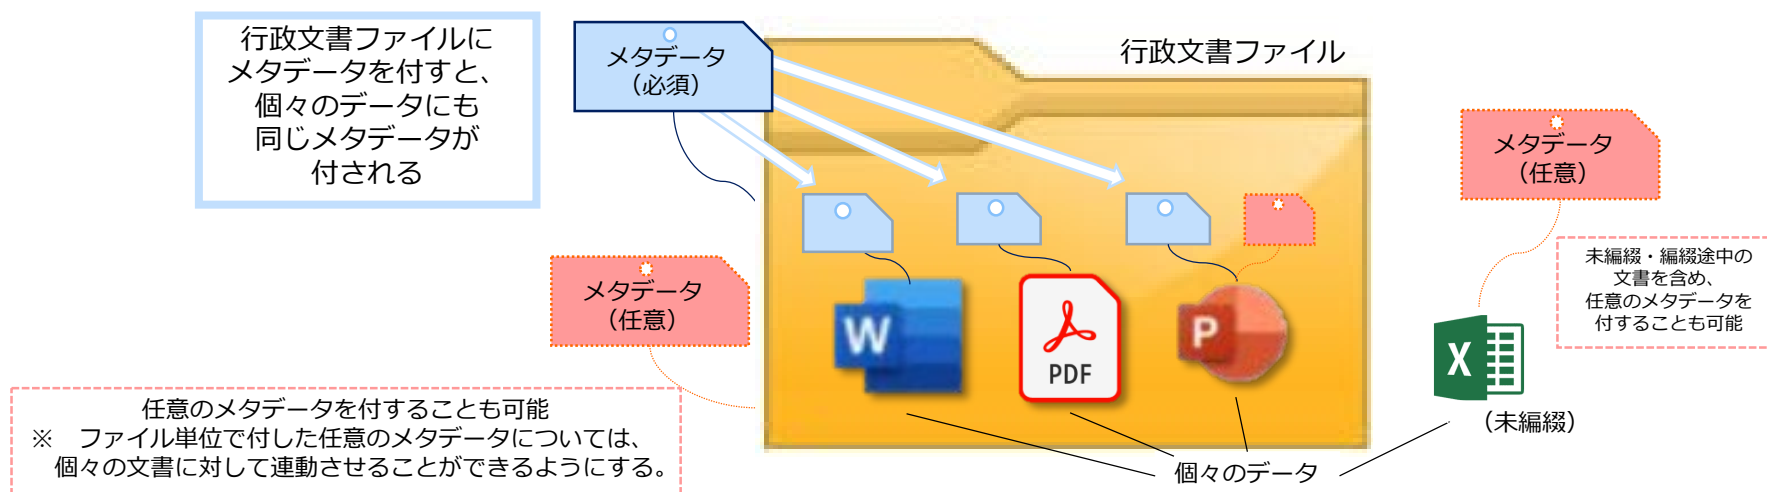 行政文書ファイルに
メタデータを付すと、
個々のデータにも
同じメタデータが
付される
メタデータ
（必須）
行政文書ファイル
メタデータ
（任意）
未編綴・編綴途中の
文書を含め、
任意のメタデータを
付することも可能
メタデータ
（任意）
W
PDF
P
X
（未編綴）
任意のメタデータを付することも可能
※　ファイル単位で付した任意のメタデータについては、
個々の文書に対して連動させることができるようにする。
個々のデータ